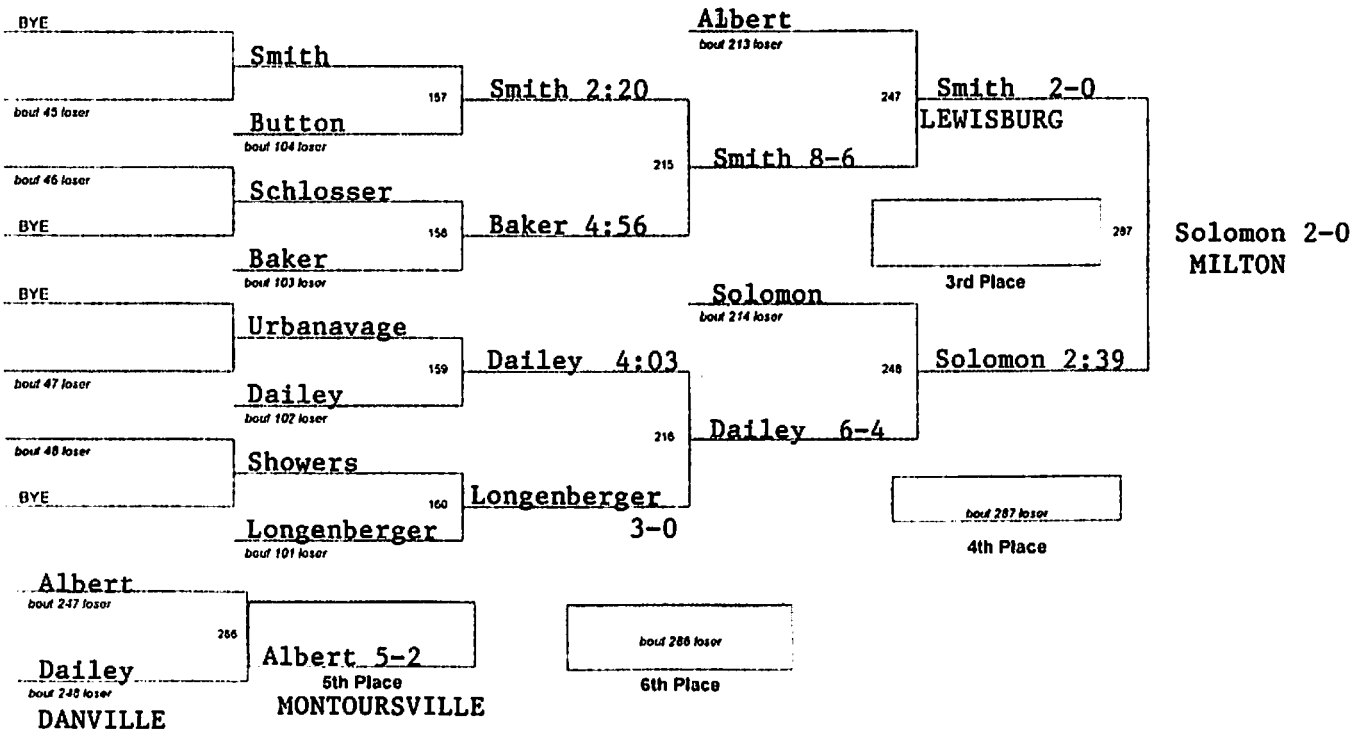 BYE
bout 45 loser
Smith
157
Button
bout 104 loser
Smith 2:20
bout 46 loser
BYE
Schlosser
158
Baker
bout 103 loser
Baker 4:56
215
Smith 8-6
Albert
bout 213 loser
247
Smith 2-0
LEWISBURG
BYE
bout 47 loser
Urbanavage
159
Dailey
bout 102 loser
Dailey 4:03
bout 48 loser
BYE
Showers
160
Longenberger
bout 101 loser
Longenberger
3-0
216
Dailey 6-4
Solomon
bout 214 loser
248
Solomon 2:39
3rd Place
287
Solomon 2-0
MILTON
bout 287 loser
4th Place
Albert
bout 247 loser
286
Dailey
bout 248 loser
DANVILLE
Albert 5-2
5th Place
MONTOURSVILLE
bout 286 loser
6th Place